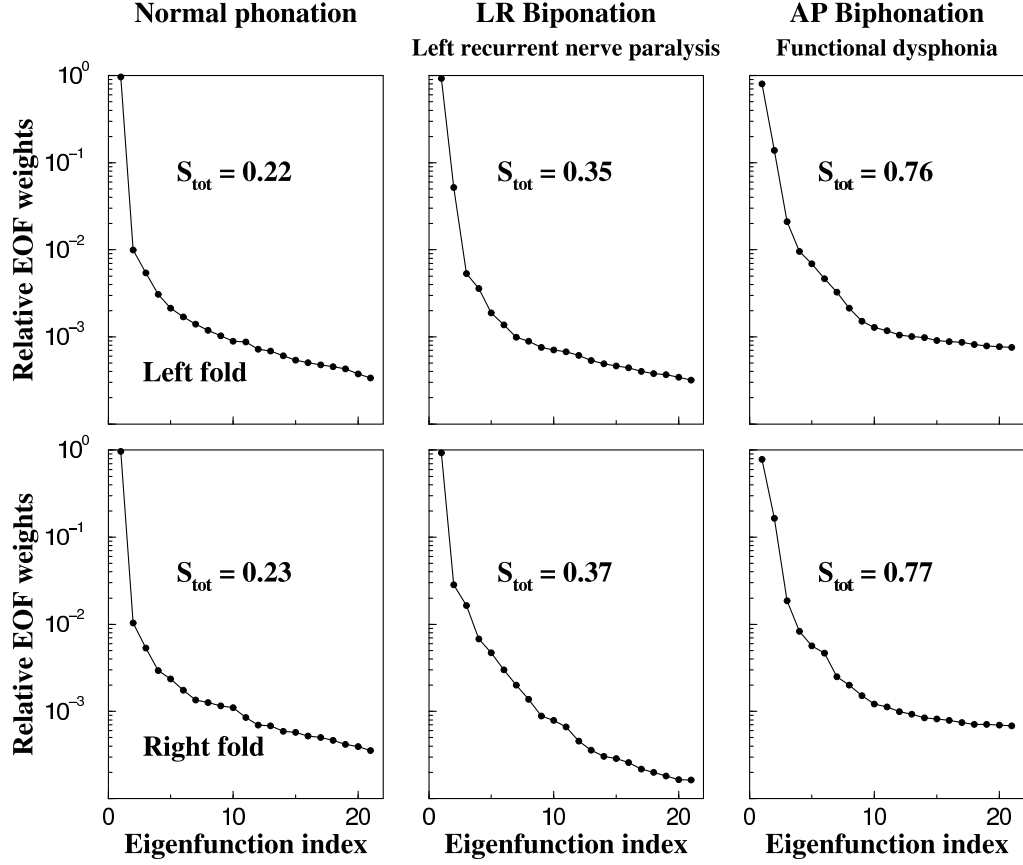 Normal phonation
LR Biponation
AP Biphonation
Left recurrent nerve paralysis
Functional dysphonia
10^0
10^-1
10^-2
10^-3
Relative EOF weights
S_tot = 0.22
Left fold
S_tot = 0.35
S_tot = 0.76
10^0
10^-1
10^-2
10^-3
Relative EOF weights
S_tot = 0.23
Right fold
S_tot = 0.37
S_tot = 0.77
0 10 20
0 10 20
0 10 20
Eigenfunction index
Eigenfunction index
Eigenfunction index